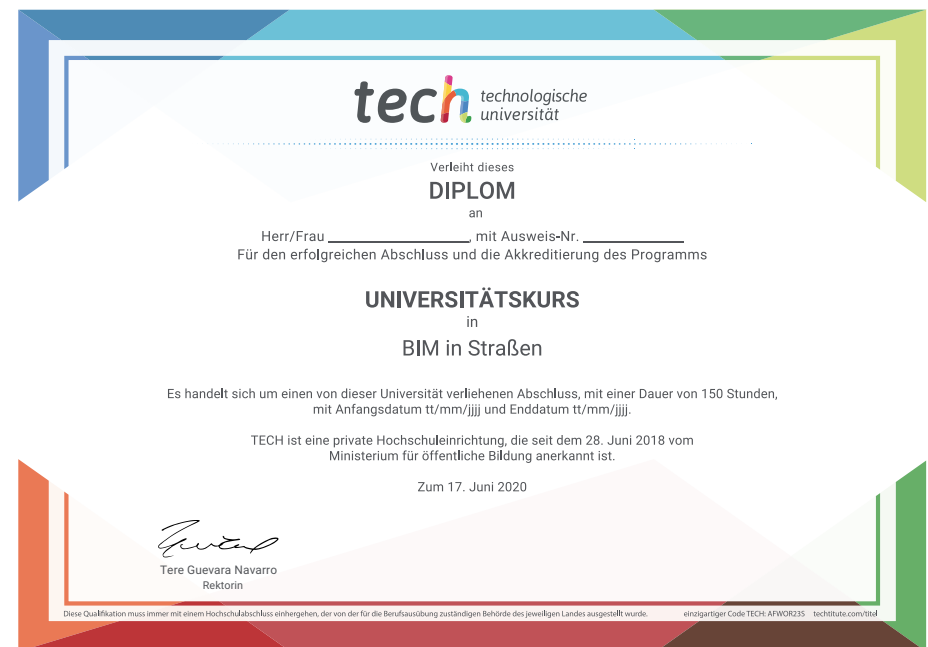 tech technologische
universität
Verleiht dieses
DIPLOM
an
Herr/Frau ____________________, mit Ausweis-Nr. ______________
Für den erfolgreichen Abschluss und die Akkreditierung des Programms
UNIVERSITÄTSKURS
in
BIM in Straßen
Es handelt sich um einen von dieser Universität verliehenen Abschluss, mit einer Dauer von 150 Stunden,
mit Anfangsdatum tt/mm/jjjj und Enddatum tt/mm/jjjj.
TECH ist eine private Hochschuleinrichtung, die seit dem 28. Juni 2018 vom
Ministerium für öffentliche Bildung anerkannt ist.
Zum 17. Juni 2020
Tere Guevara Navarro
Rektorin
Diese Qualifikation muss immer mit einem Hochschulabschluss einhergehen, der von der für die Berufsausübung zuständigen Behörde des jeweiligen Landes ausgestellt wurde. einzigartiger Code TECH: AFWOR23S techtitute.com/titel